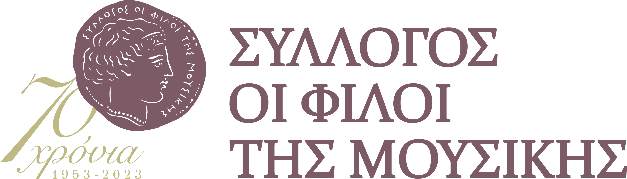 ΣΥΛΛΟΓΟΣ ΟΙ ΦΙΛΟΙ ΤΗΣ ΜΟΥΣΙΚΗΣ
70
χρόνια
1953-2023
ΣΥΛΛΟΓΟΣ
ΟΙ ΦΙΛΟΙ
ΤΗΣ ΜΟΥΣΙΚΗΣ